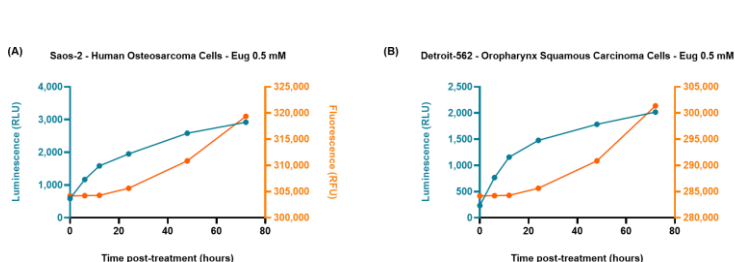 (A)
Saos-2 - Human Osteosarcoma Cells - Eug 0.5 mM
Luminescence (RLU)
4,000
3,000
2,000
1,000
0
325,000
320,000
315,000
310,000
305,000
300,000
Fluorescence (RFU)
0 20 40 60 80
Time post-treatment (hours)
(B)
Detroit-562 - Oropharynx Squamous Carcinoma Cells - Eug 0.5 mM
Luminescence (RLU)
2,500
2,000
1,500
1,000
500
0
305,000
300,000
295,000
290,000
285,000
280,000
0 20 40 60 80
Time post-treatment (hours)